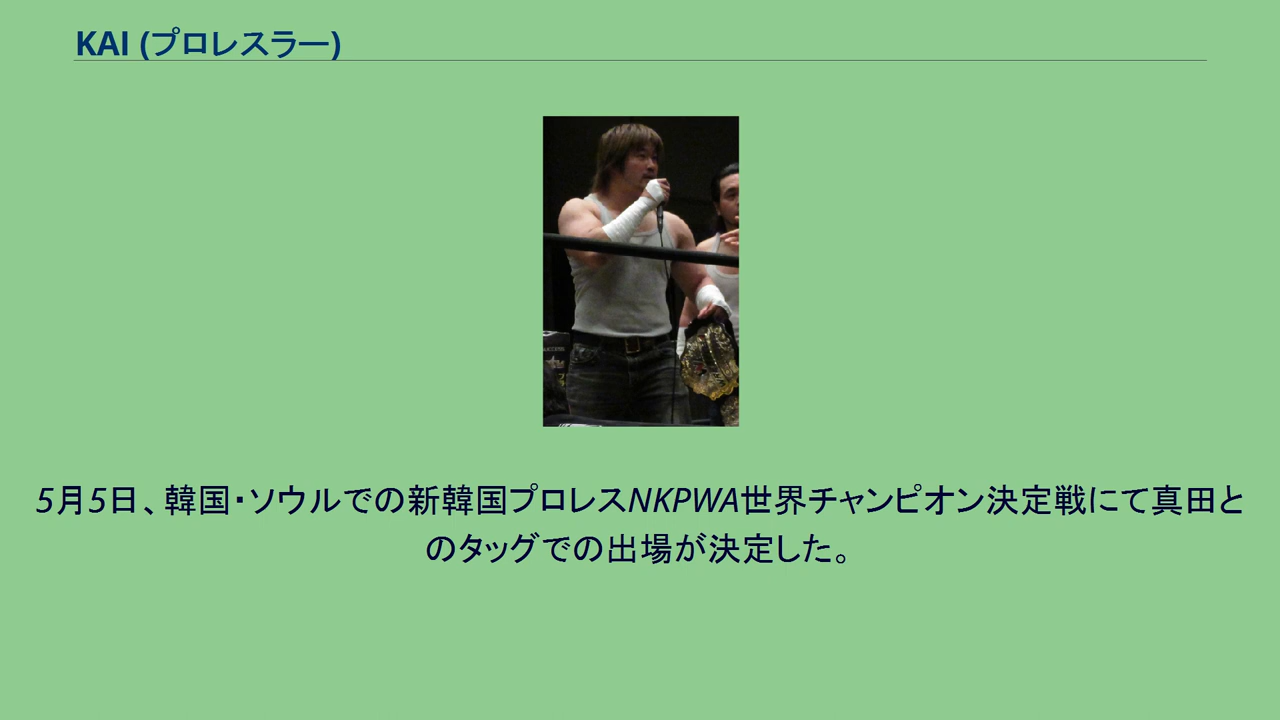 KAI (プロレスラー)
5月5日、韓国・ソウルでの新韓国プロレスNKPWA世界チャンピオン決定戦にて真田と
のタッグでの出場が決定した。